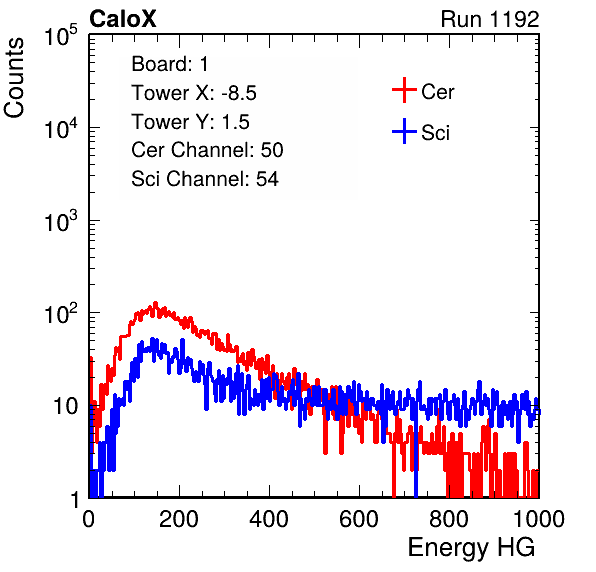 CaloX Run 1192
Counts
10^5
10^4
10^3
10^2
10
1
Board: 1
Tower X: -8.5
Tower Y: 1.5
Cer Channel: 50
Sci Channel: 54
Cer
Sci
0 200 400 600 800 1000
Energy HG